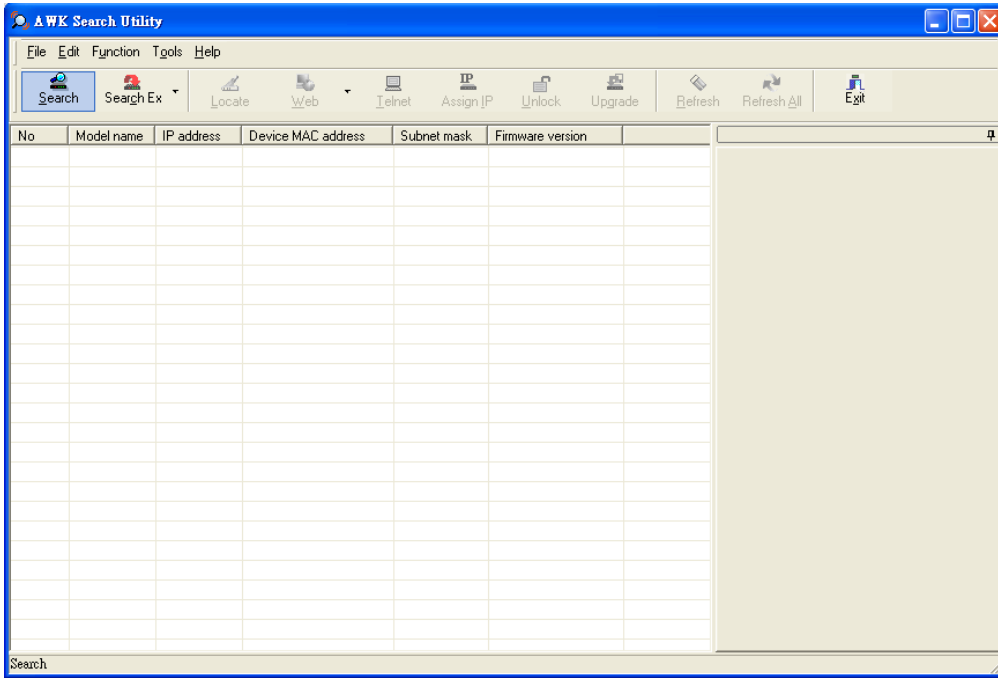 AWK Search Utility
File Edit Function Tools Help
Search Search Ex Locate Web Telnet Assign IP Unlock Upgrade Refresh Refresh All Exit
No Model name IP address Device MAC address Subnet mask Firmware version
Search